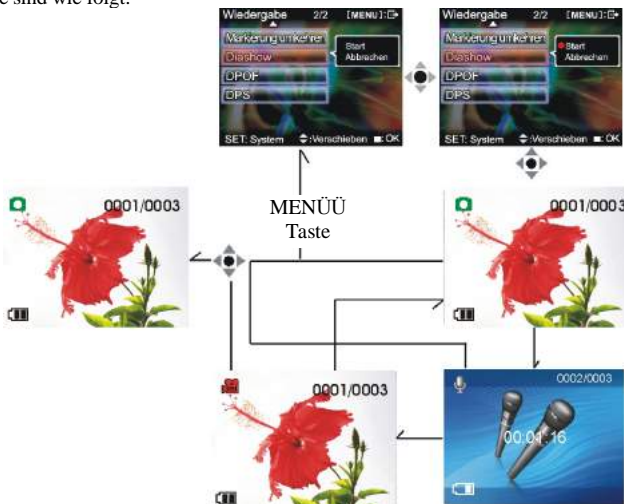 e sind wie folgt:
Wiedergabe 2/2 [MENU]:
Markierung umkehren
Diashow
DPOF
DPS
Start
Abbrechen
SET: System :Verschieben : OK
Wiedergabe 2/2 [MENU]:
Markierung umkehren
Diashow
DPOF
DPS
Start
Abbrechen
SET: System :Verschieben : OK
MENÜÜ
Taste
0001/0003
0001/0003
0001/0003
0002/0003
00:01:16